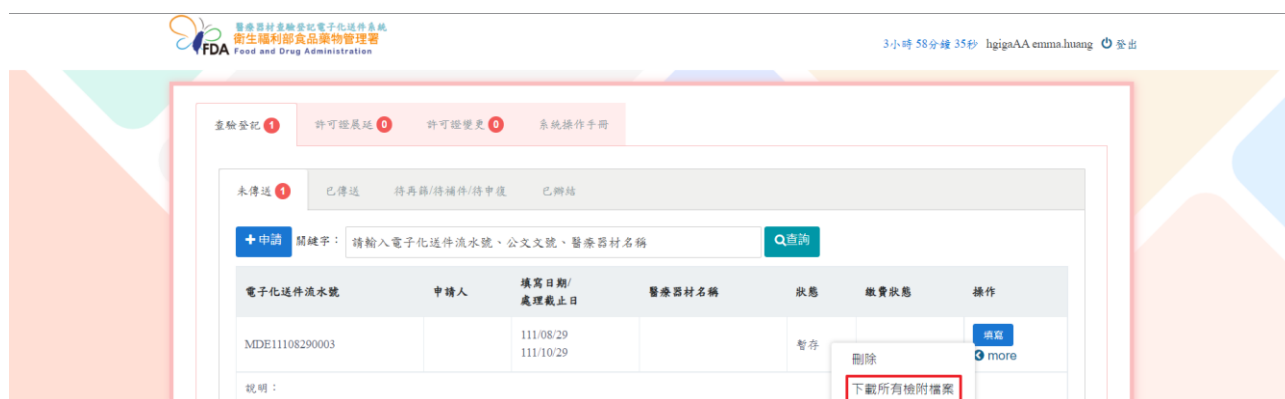 醫療器材查驗登記電子化送件系統
衛生福利部食品藥物管理署
FDA Food and Drug Administration
3小時 58分鐘 35秒 hgigaAA emma.huang 登出
查驗登記 1 許可證展延 0 許可證變更 0 系統操作手冊
未傳送 1 已傳送 待再篩/待補件/待申復 已辦結
+申請 關鍵字： 請輸入電子化送件流水號、公文文號、醫療器材名稱 查詢
電子化送件流水號 申請人 填寫日期/ 醫療器材名稱 狀態 繳費狀態 操作
處理截止日
MDE11108290003 111/08/29 暫存 填寫
111/10/29 more
刪除
說明：
下載所有檢附檔案